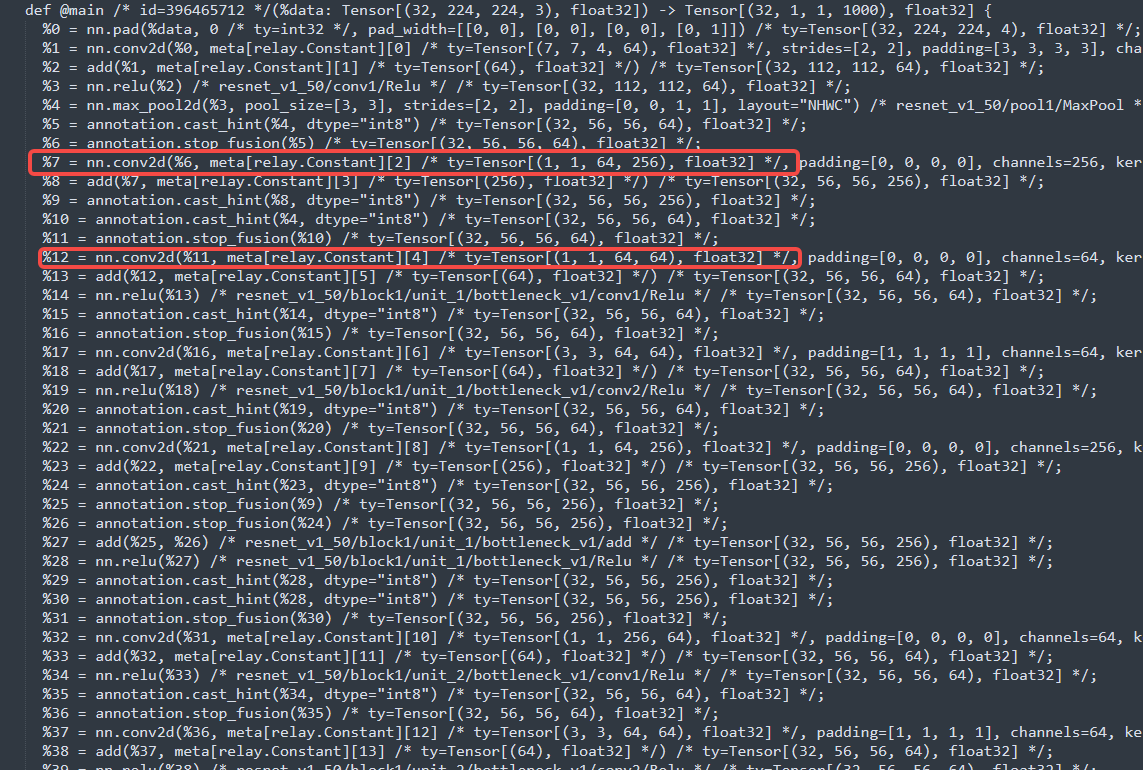 def @main /* id=396465712 */(%data: Tensor[(32, 224, 224, 3), float32]) -> Tensor[(32, 1, 1, 1000), float32] {
%0 = nn.pad(%data, 0 /* ty=int32 */, pad_width=[[0, 0], [0, 0], [0, 0], [0, 1]]) /* ty=Tensor[(32, 224, 224, 4), float32] */;
%1 = nn.conv2d(%0, meta[relay.Constant][0] /* ty=Tensor[(7, 7, 4, 64), float32] */, strides=[2, 2], padding=[3, 3, 3, 3], cha
%2 = add(%1, meta[relay.Constant][1] /* ty=Tensor[(64), float32] */) /* ty=Tensor[(32, 112, 112, 64), float32] */;
%3 = nn.relu(%2) /* resnet_v1_50/conv1/Relu */ /* ty=Tensor[(32, 112, 112, 64), float32] */;
%4 = nn.max_pool2d(%3, pool_size=[3, 3], strides=[2, 2], padding=[0, 0, 1, 1], layout="NHWC") /* resnet_v1_50/pool1/MaxPool *
%5 = annotation.cast_hint(%4, dtype="int8") /* ty=Tensor[(32, 56, 56, 64), float32] */;
%6 = annotation.stop_fusion(%5) /* ty=Tensor[(32, 56, 56, 64), float32] */;
%7 = nn.conv2d(%6, meta[relay.Constant][2] /* ty=Tensor[(1, 1, 64, 256), float32] */, padding=[0, 0, 0, 0], channels=256, ker
%8 = add(%7, meta[relay.Constant][3] /* ty=Tensor[(256), float32] */) /* ty=Tensor[(32, 56, 56, 256), float32] */;
%9 = annotation.cast_hint(%8, dtype="int8") /* ty=Tensor[(32, 56, 56, 256), float32] */;
%10 = annotation.cast_hint(%4, dtype="int8") /* ty=Tensor[(32, 56, 56, 64), float32] */;
%11 = annotation.stop_fusion(%10) /* ty=Tensor[(32, 56, 56, 64), float32] */;
%12 = nn.conv2d(%11, meta[relay.Constant][4] /* ty=Tensor[(1, 1, 64, 64), float32] */, padding=[0, 0, 0, 0], channels=64, ker
%13 = add(%12, meta[relay.Constant][5] /* ty=Tensor[(64), float32] */) /* ty=Tensor[(32, 56, 56, 64), float32] */;
%14 = nn.relu(%13) /* resnet_v1_50/block1/unit_1/bottleneck_v1/conv1/Relu */ /* ty=Tensor[(32, 56, 56, 64), float32] */;
%15 = annotation.cast_hint(%14, dtype="int8") /* ty=Tensor[(32, 56, 56, 64), float32] */;
%16 = annotation.stop_fusion(%15) /* ty=Tensor[(32, 56, 56, 64), float32] */;
%17 = nn.conv2d(%16, meta[relay.Constant][6] /* ty=Tensor[(3, 3, 64, 64), float32] */, padding=[1, 1, 1, 1], channels=64, ker
%18 = add(%17, meta[relay.Constant][7] /* ty=Tensor[(64), float32] */) /* ty=Tensor[(32, 56, 56, 64), float32] */;
%19 = nn.relu(%18) /* resnet_v1_50/block1/unit_1/bottleneck_v1/conv2/Relu */ /* ty=Tensor[(32, 56, 56, 64), float32] */;
%20 = annotation.cast_hint(%19, dtype="int8") /* ty=Tensor[(32, 56, 56, 64), float32] */;
%21 = annotation.stop_fusion(%20) /* ty=Tensor[(32, 56, 56, 64), float32] */;
%22 = nn.conv2d(%21, meta[relay.Constant][8] /* ty=Tensor[(1, 1, 64, 256), float32] */, padding=[0, 0, 0, 0], channels=256, k
%23 = add(%22, meta[relay.Constant][9] /* ty=Tensor[(256), float32] */) /* ty=Tensor[(32, 56, 56, 256), float32] */;
%24 = annotation.cast_hint(%23, dtype="int8") /* ty=Tensor[(32, 56, 56, 256), float32] */;
%25 = annotation.stop_fusion(%9) /* ty=Tensor[(32, 56, 56, 256), float32] */;
%26 = annotation.stop_fusion(%24) /* ty=Tensor[(32, 56, 56, 256), float32] */;
%27 = add(%25, %26) /* resnet_v1_50/block1/unit_1/bottleneck_v1/add */ /* ty=Tensor[(32, 56, 56, 256), float32] */;
%28 = nn.relu(%27) /* resnet_v1_50/block1/unit_1/bottleneck_v1/Relu */ /* ty=Tensor[(32, 56, 56, 256), float32] */;
%29 = annotation.cast_hint(%28, dtype="int8") /* ty=Tensor[(32, 56, 56, 256), float32] */;
%30 = annotation.cast_hint(%28, dtype="int8") /* ty=Tensor[(32, 56, 56, 256), float32] */;
%31 = annotation.stop_fusion(%30) /* ty=Tensor[(32, 56, 56, 256), float32] */;
%32 = nn.conv2d(%31, meta[relay.Constant][10] /* ty=Tensor[(1, 1, 256, 64), float32] */, padding=[0, 0, 0, 0], channels=64, k
%33 = add(%32, meta[relay.Constant][11] /* ty=Tensor[(64), float32] */) /* ty=Tensor[(32, 56, 56, 64), float32] */;
%34 = nn.relu(%33) /* resnet_v1_50/block1/unit_2/bottleneck_v1/conv1/Relu */ /* ty=Tensor[(32, 56, 56, 64), float32] */;
%35 = annotation.cast_hint(%34, dtype="int8") /* ty=Tensor[(32, 56, 56, 64), float32] */;
%36 = annotation.stop_fusion(%35) /* ty=Tensor[(32, 56, 56, 64), float32] */;
%37 = nn.conv2d(%36, meta[relay.Constant][12] /* ty=Tensor[(3, 3, 64, 64), float32] */, padding=[1, 1, 1, 1], channels=64, ke
%38 = add(%37, meta[relay.Constant][13] /* ty=Tensor[(64), float32] */) /* ty=Tensor[(32, 56, 56, 64), float32] */;
%39 = nn.relu(%38) /* resnet_v1_50/block1/unit_2/bottleneck_v1/conv2/Relu */ /* ty=Tensor[(32, 56, 56, 64), float32] */;